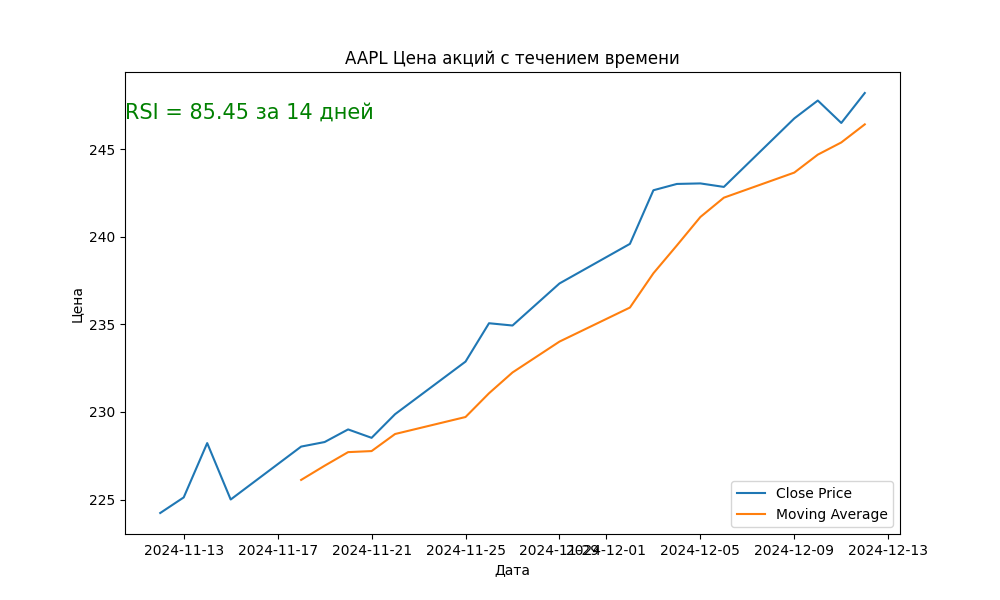 AAPL Цена акций с течением времени
RSI = 85.45 за 14 дней
245
240
235
230
225
Цена
Close Price
Moving Average
2024-11-13 2024-11-17 2024-11-21 2024-11-25 2024-11-29 2024-12-01 2024-12-05 2024-12-09 2024-12-13
Дата